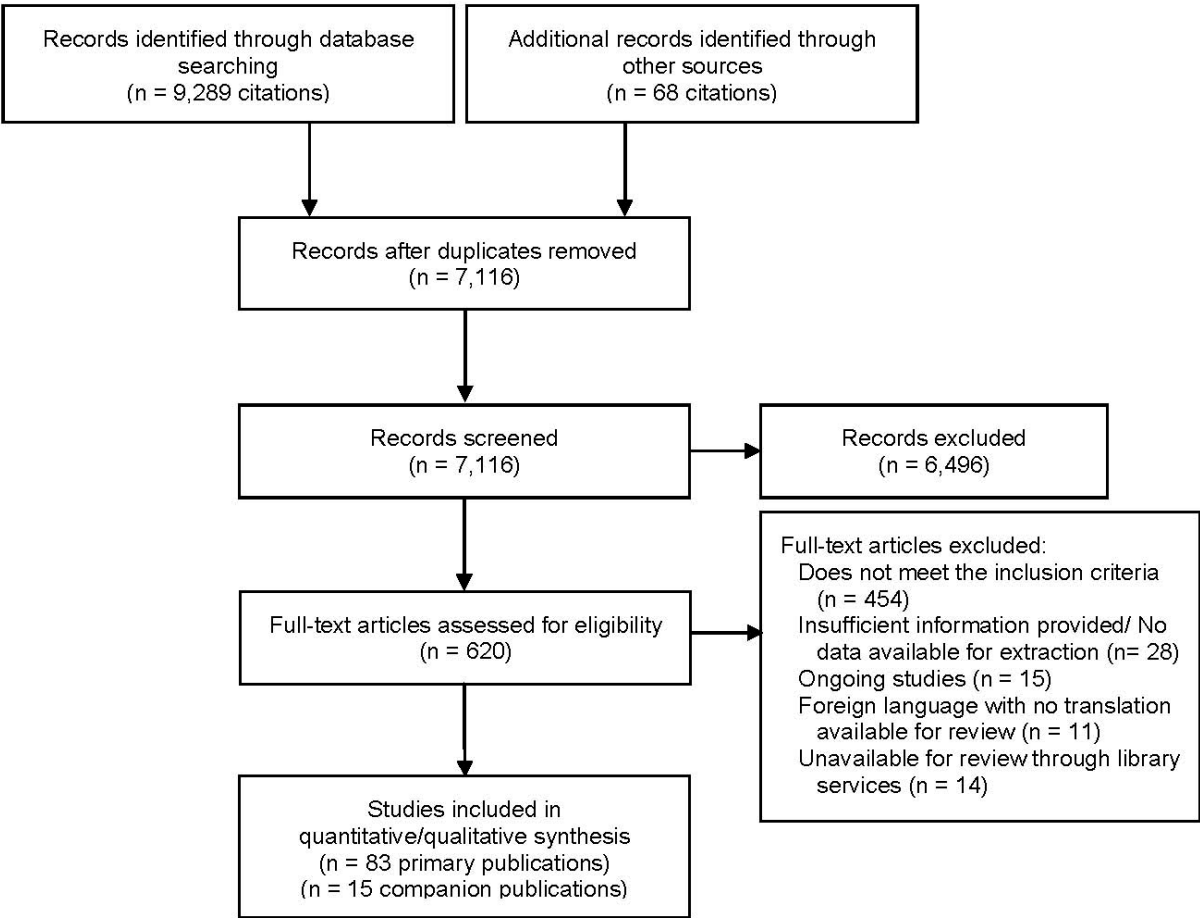 Records identified through database
searching
(n = 9,289 citations)
Additional records identified through
other sources
(n = 68 citations)
Records after duplicates removed
(n = 7,116)
Records screened
(n = 7,116)
Records excluded
(n = 6,496)
Full-text articles assessed for eligibility
(n = 620)
Full-text articles excluded:
Does not meet the inclusion criteria
(n = 454)
Insufficient information provided/ No
data available for extraction (n= 28)
Ongoing studies (n = 15)
Foreign language with no translation
available for review (n = 11)
Unavailable for review through library
services (n = 14)
Studies included in
quantitative/qualitative synthesis
(n = 83 primary publications)
(n = 15 companion publications)